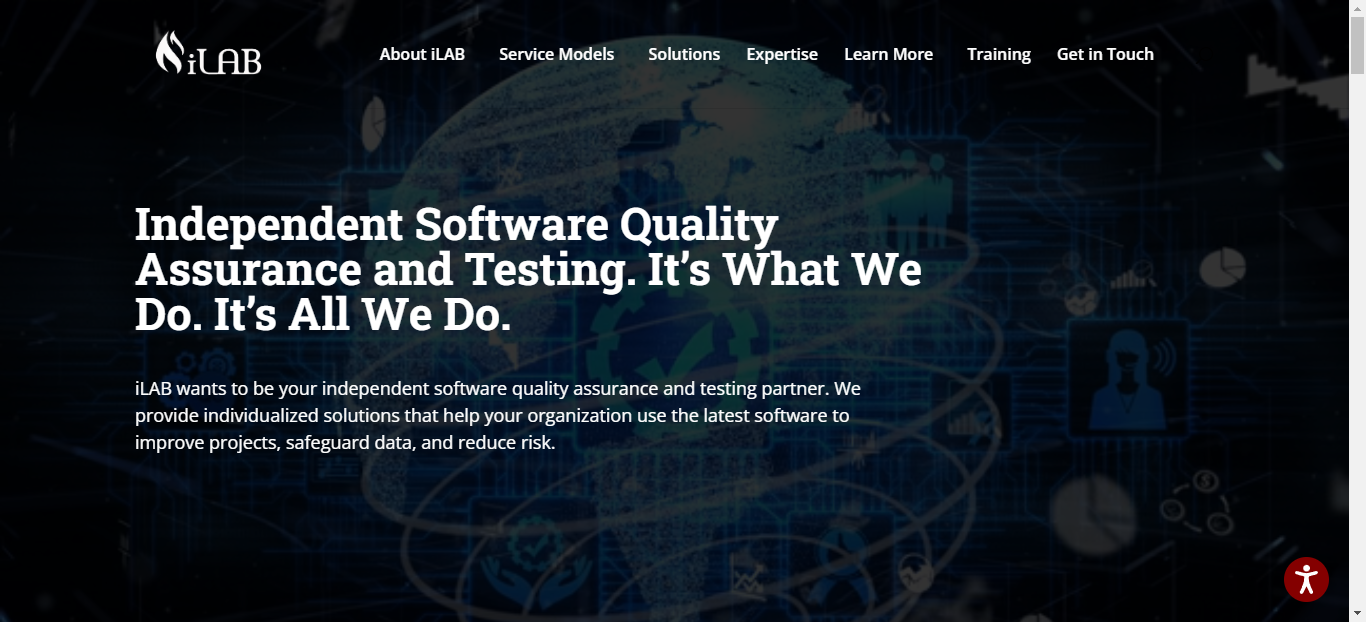 iLAB
About iLAB Service Models Solutions Expertise Learn More Training Get in Touch
Independent Software Quality
Assurance and Testing. It’s What We
Do. It’s All We Do.
iLAB wants to be your independent software quality assurance and testing partner. We
provide individualized solutions that help your organization use the latest software to
improve projects, safeguard data, and reduce risk.